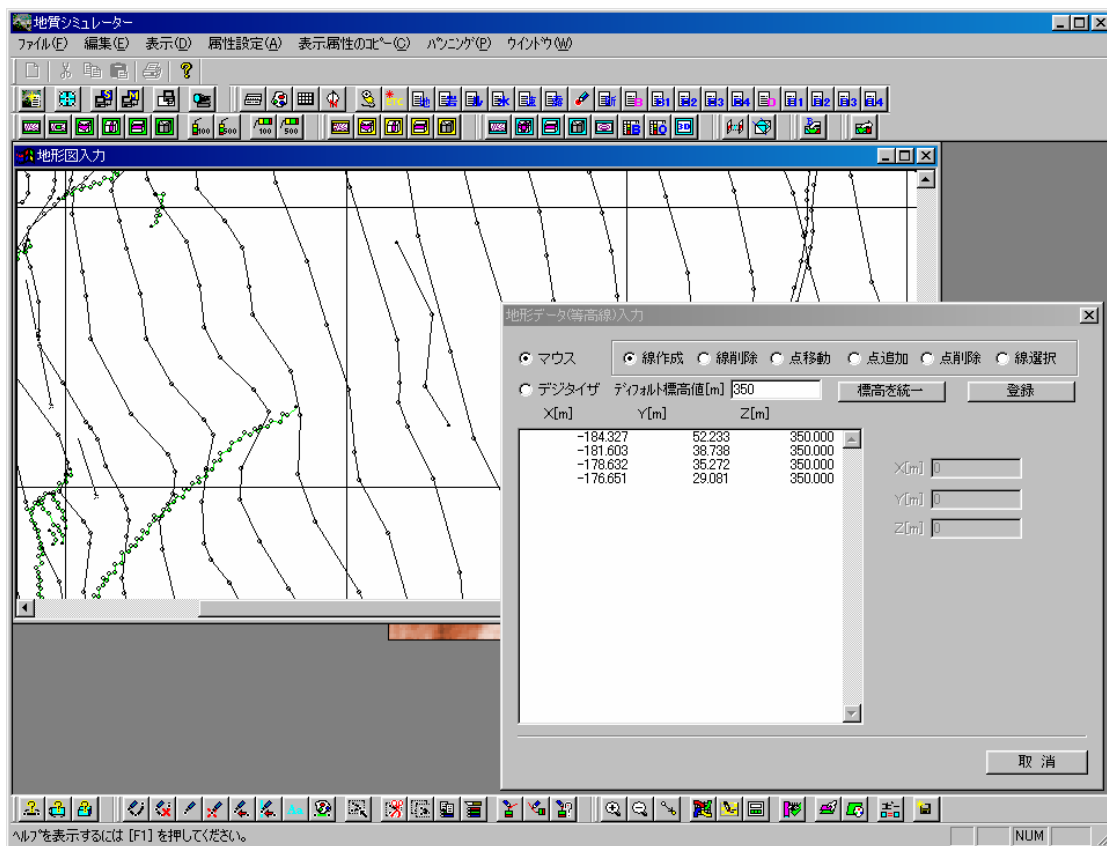 地質シミュレーター
ファイル(F) 編集(E) 表示(D) 属性設定(A) 表示属性のコピー(C) パンニング(P) ウインドウ(W)
地形図入力
地形データ(等高線)入力
マウス 線作成 線削除 点移動 点追加 点削除 線選択
デジタイザ ディフォルト標高値[m] 350 標高を統一 登録
X[m] Y[m] Z[m]
-184.327 52.233 350.000
-181.603 38.738 350.000
-178.632 35.272 350.000
-176.651 29.081 350.000
X[m] 0
Y[m] 0
Z[m] 0
取 消
ヘルプを表示するには [F1] を押してください。 NUM